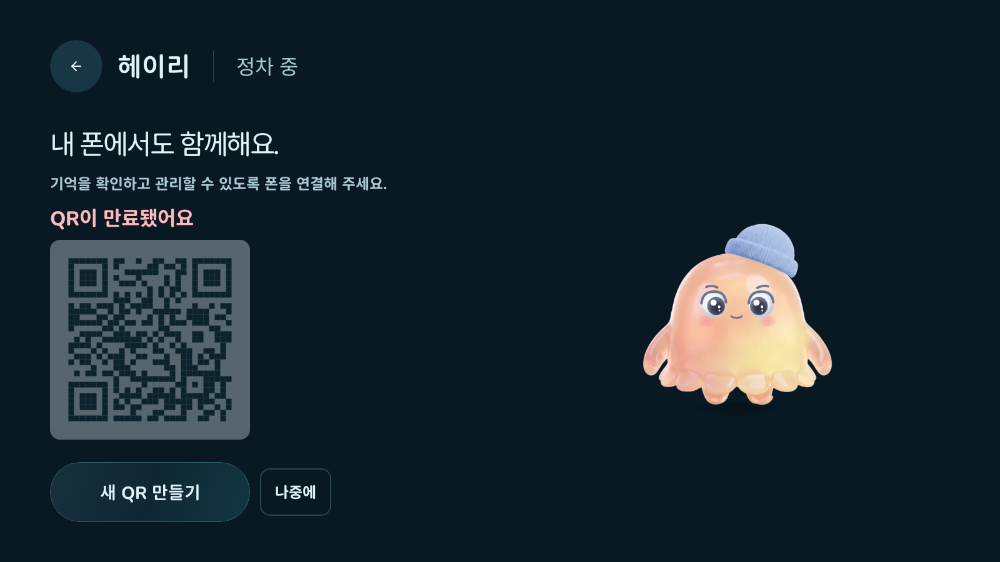 헤이리
정차 중
내 폰에서도 함께해요.
기억을 확인하고 관리할 수 있도록 폰을 연결해 주세요.
QR이 만료됐어요
새 QR 만들기
나중에